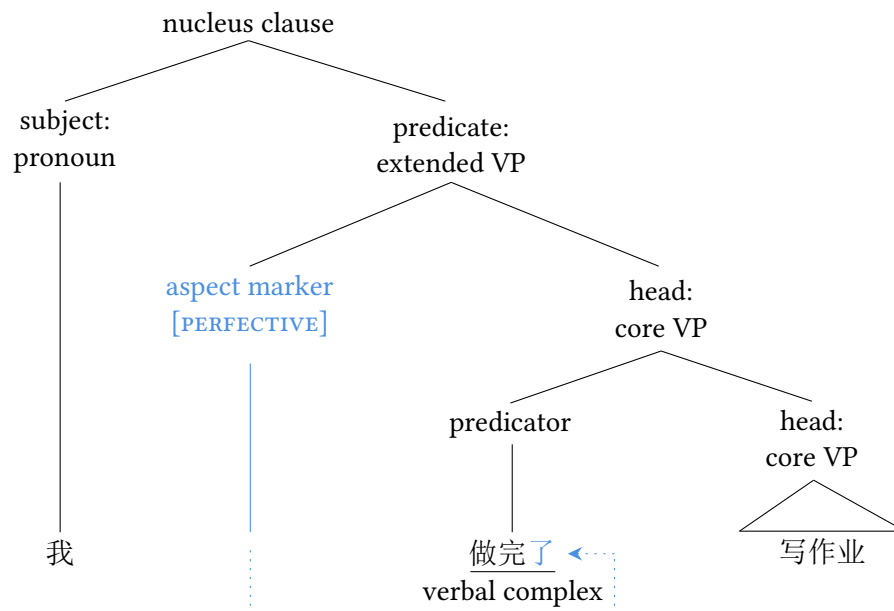 nucleus clause
subject:
pronoun
predicate:
extended VP
aspect marker
[PERFECTIVE]
head:
core VP
predicator
head:
core VP
我
做完了
写作业
verbal complex